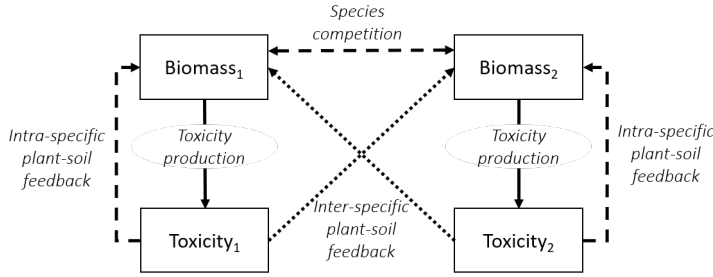 Species
competition
Biomass₁
Biomass₂
Intra-specific
plant-soil
feedback
Toxicity
production
Toxicity
production
Intra-specific
plant-soil
feedback
Inter-specific
plant-soil
feedback
Toxicity₁
Toxicity₂